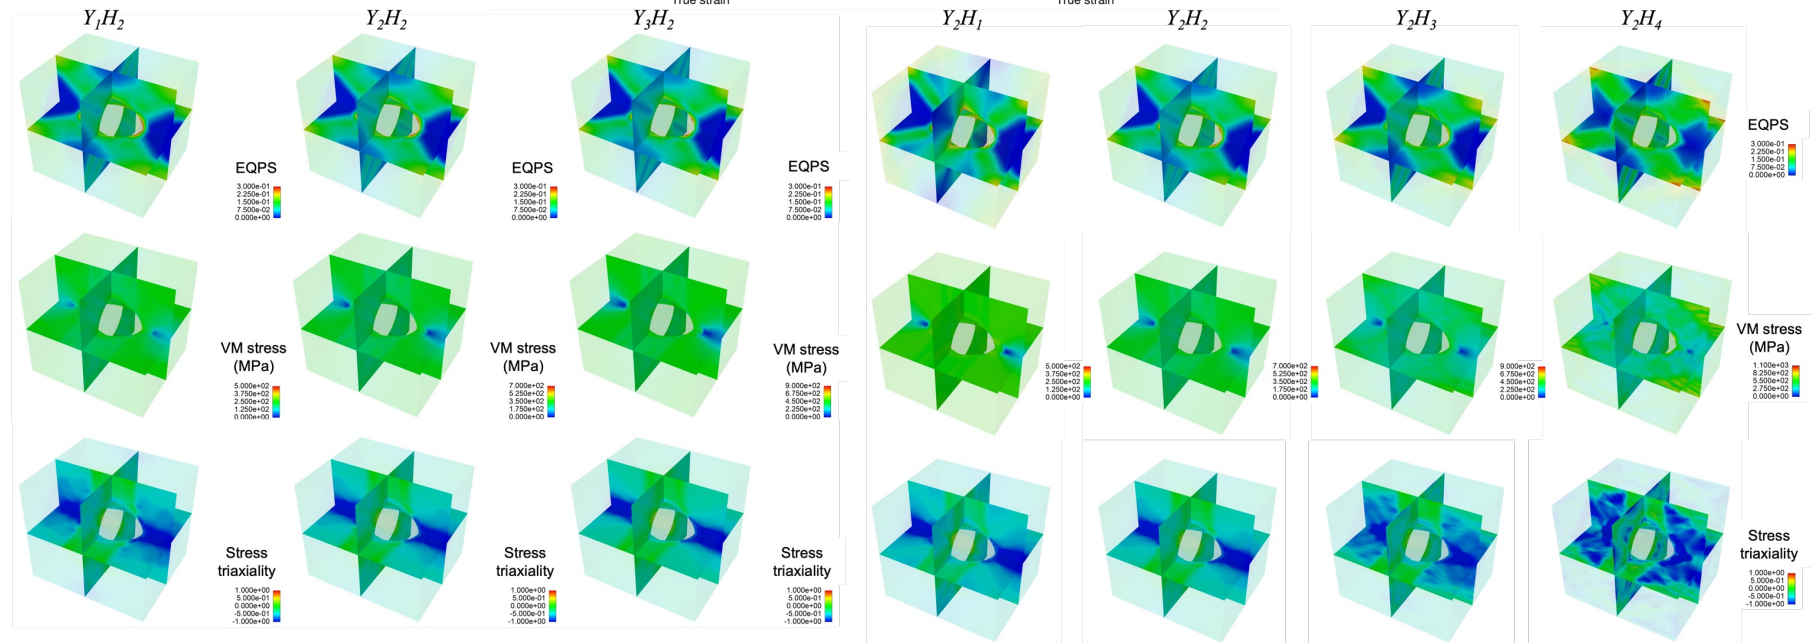 True strain
True strain
Y1H2
Y2H2
Y3H2
Y2H1
Y2H2
Y2H3
Y2H4
EQPS
3.000e-01
2.250e-01
1.500e-01
7.500e-02
0.000e+00
EQPS
3.000e-01
2.250e-01
1.500e-01
7.500e-02
0.000e+00
EQPS
3.000e-01
2.250e-01
1.500e-01
7.500e-02
0.000e+00
EQPS
3.000e-01
2.250e-01
1.500e-01
7.500e-02
0.000e+00
VM stress
(MPa)
5.000e+02
3.750e+02
2.500e+02
1.250e+02
0.000e+00
VM stress
(MPa)
7.000e+02
5.250e+02
3.500e+02
1.750e+02
0.000e+00
VM stress
(MPa)
9.000e+02
6.750e+02
4.500e+02
2.250e+02
0.000e+00
5.000e+02
3.750e+02
2.500e+02
1.250e+02
0.000e+00
7.000e+02
5.250e+02
3.500e+02
1.750e+02
0.000e+00
9.000e+02
6.750e+02
4.500e+02
2.250e+02
0.000e+00
VM stress
(MPa)
1.100e+03
8.250e+02
5.500e+02
2.750e+02
0.000e+00
Stress
triaxiality
1.000e+00
5.000e-01
0.000e+00
-5.000e-01
-1.000e+00
Stress
triaxiality
1.000e+00
5.000e-01
0.000e+00
-5.000e-01
-1.000e+00
Stress
triaxiality
1.000e+00
5.000e-01
0.000e+00
-5.000e-01
-1.000e+00
Stress
triaxiality
1.000e+00
5.000e-01
0.000e+00
-5.000e-01
-1.000e+00